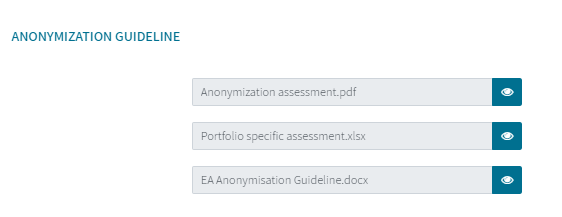 ANONYMIZATION GUIDELINE
Anonymization assessment.pdf
Portfolio specific assessment.xlsx
EA Anonymisation Guideline.docx